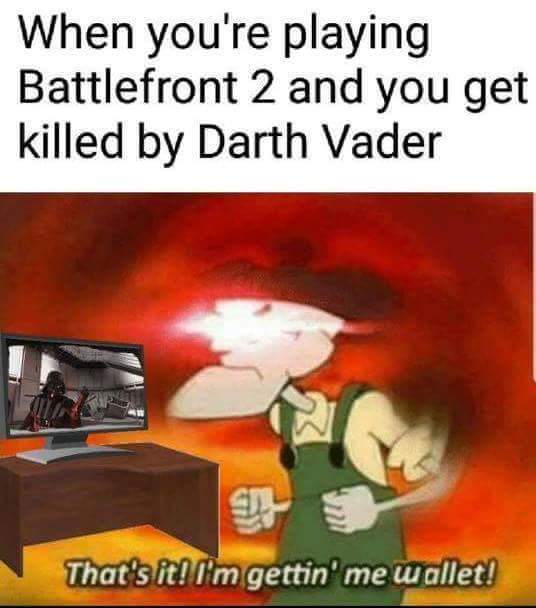 When you're playing
Battlefront 2 and you get
killed by Darth Vader
That's it! I'm gettin' me wallet!